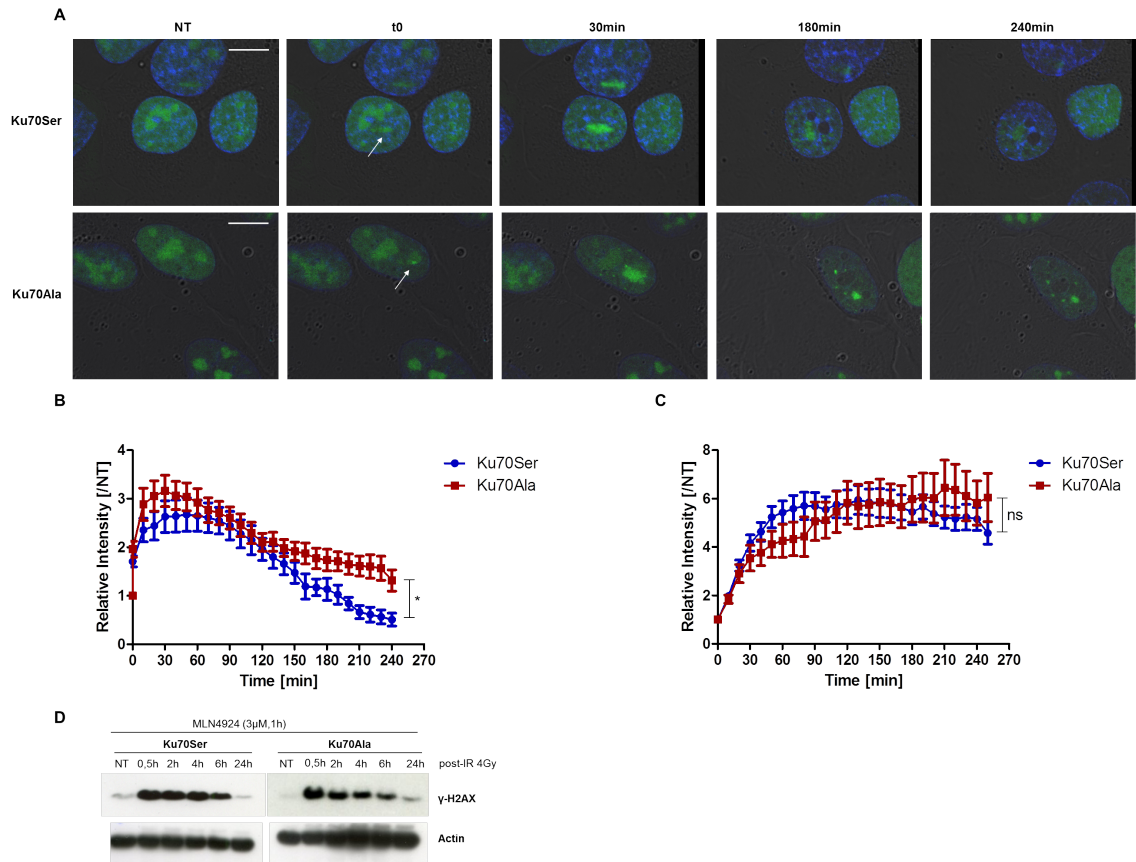 A
NT t0 30min 180min 240min
Ku70Ser
Ku70Ala
B
Relative Intensity [/NT]
4
3
2
1
0
0 30 60 90 120 150 180 210 240 270
Time [min]
Ku70Ser
Ku70Ala
*
C
Relative Intensity [/NT]
8
6
4
2
0
0 30 60 90 120 150 180 210 240 270
Time [min]
Ku70Ser
Ku70Ala
ns
D
MLN4924 (3µM,1h)
Ku70Ser Ku70Ala
NT 0,5h 2h 4h 6h 24h NT 0,5h 2h 4h 6h 24h post-IR 4Gy
γ-H2AX
Actin